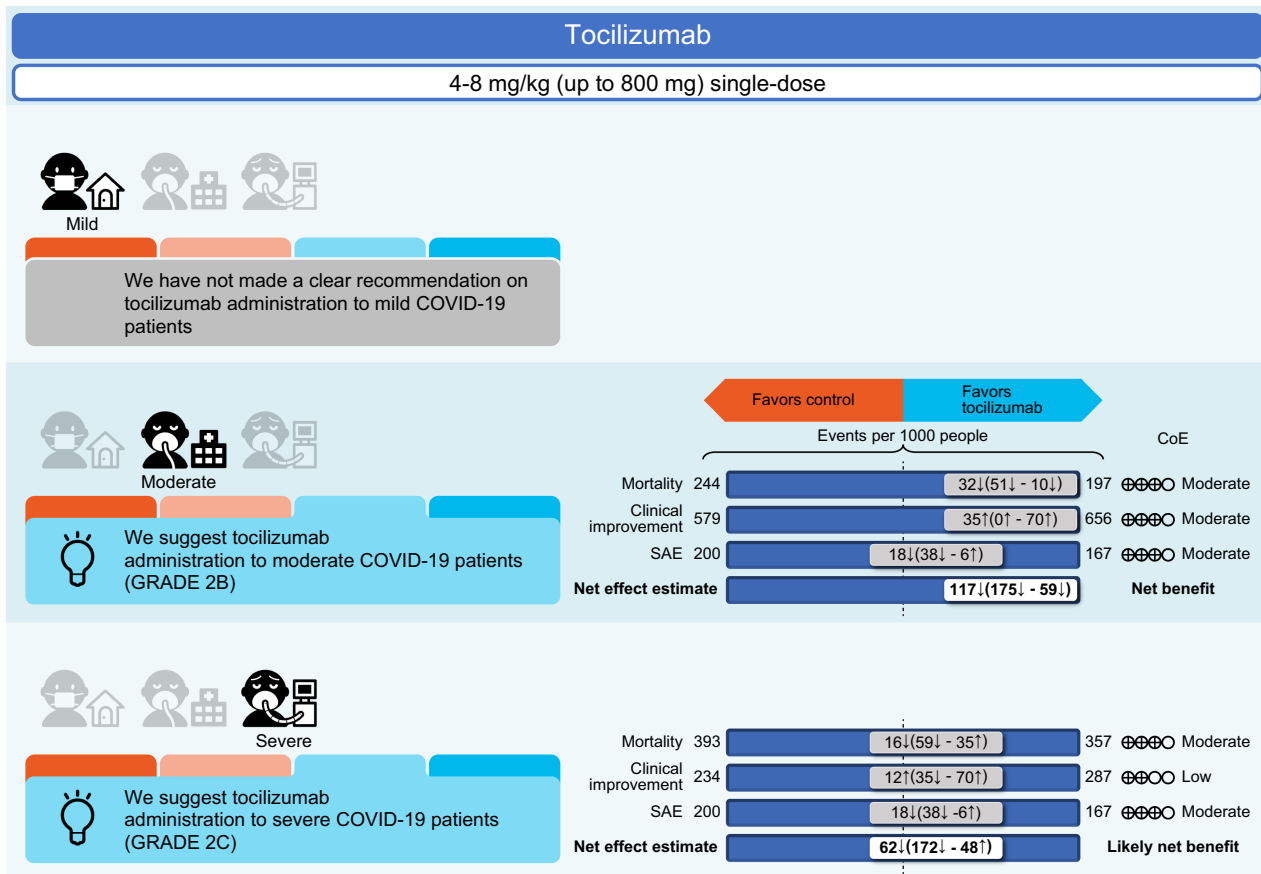 Tocilizumab
4-8 mg/kg (up to 800 mg) single-dose
Mild
We have not made a clear recommendation on
tocilizumab administration to mild COVID-19
patients
Favors control
Favors
tocilizumab
Events per 1000 people
CoE
Moderate
We suggest tocilizumab
administration to moderate COVID-19 patients
(GRADE 2B)
Mortality 244 32↓(51↓ - 10↓) 197 ⊕⊕⊕○ Moderate
Clinical
improvement 579 35↑(0↑ - 70↑) 656 ⊕⊕⊕○ Moderate
SAE 200 18↓(38↓ - 6↑) 167 ⊕⊕⊕○ Moderate
Net effect estimate 117↓(175↓ - 59↓) Net benefit
Severe
We suggest tocilizumab
administration to severe COVID-19 patients
(GRADE 2C)
Mortality 393 16↓(59↓ - 35↑) 357 ⊕⊕⊕○ Moderate
Clinical
improvement 234 12↑(35↓ - 70↑) 287 ⊕⊕○○ Low
SAE 200 18↓(38↓ -6↑) 167 ⊕⊕⊕○ Moderate
Net effect estimate 62↓(172↓ - 48↑) Likely net benefit